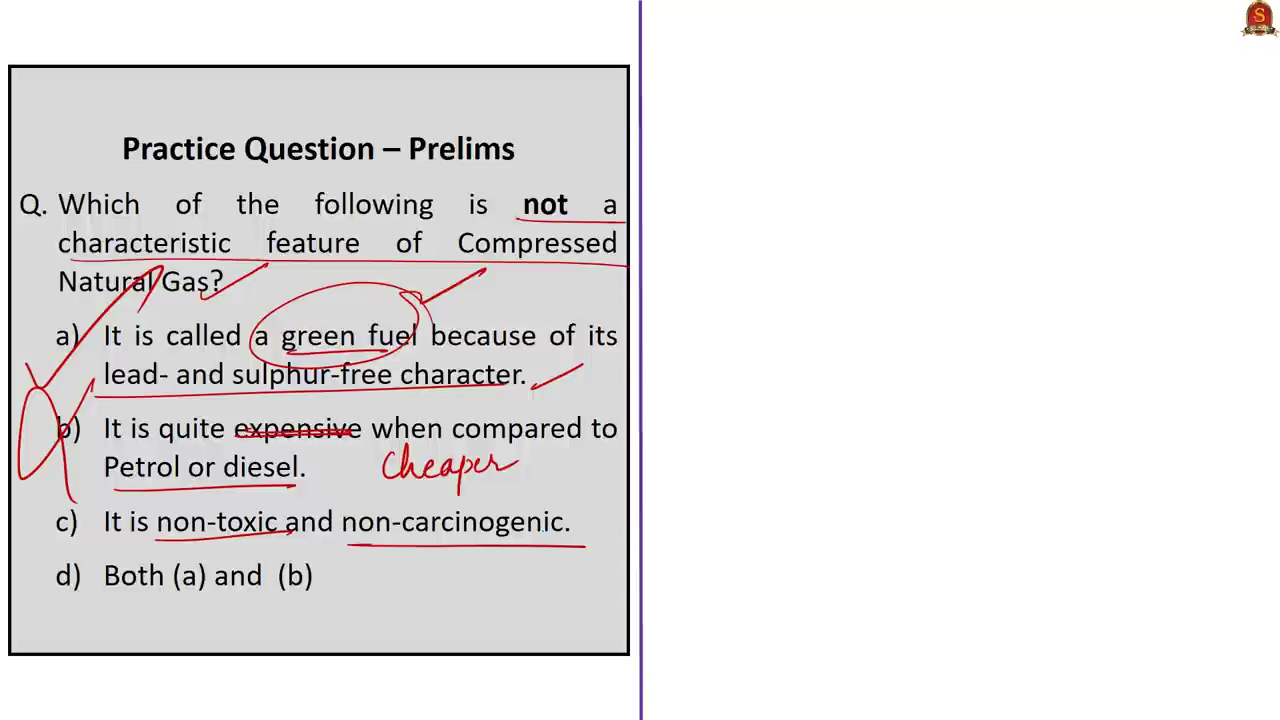 Practice Question – Prelims
Q. Which of the following is not a
characteristic feature of Compressed
Natural Gas?
a) It is called a green fuel because of its
lead- and sulphur-free character.
b) It is quite expensive when compared to
Petrol or diesel. Cheaper
c) It is non-toxic and non-carcinogenic.
d) Both (a) and (b)